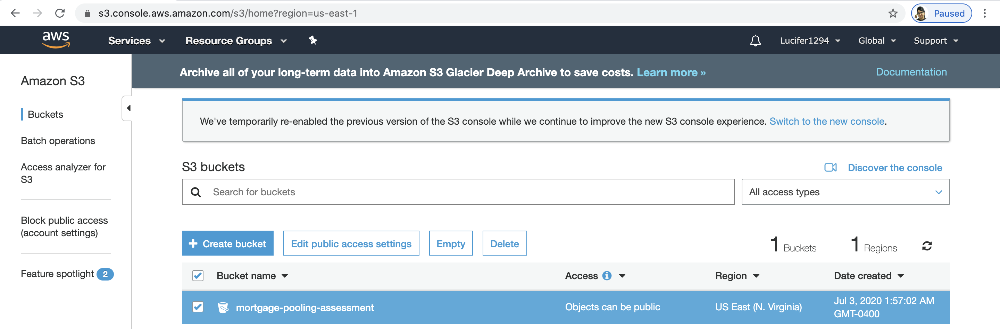 s3.console.aws.amazon.com/s3/home?region=us-east-1
Paused
aws
Services
Resource Groups
Lucifer1294
Global
Support
Amazon S3
Buckets
Batch operations
Access analyzer for
S3
Block public access
(account settings)
Feature spotlight 2
Archive all of your long-term data into Amazon S3 Glacier Deep Archive to save costs. Learn more »
Documentation
We've temporarily re-enabled the previous version of the S3 console while we continue to improve the new S3 console experience. Switch to the new console.
S3 buckets
Discover the console
Search for buckets
All access types
+ Create bucket
Edit public access settings
Empty
Delete
1 Buckets
1 Regions
Bucket name
Access
Region
Date created
mortgage-pooling-assessment
Objects can be public
US East (N. Virginia)
Jul 3, 2020 1:57:02 AM
GMT-0400